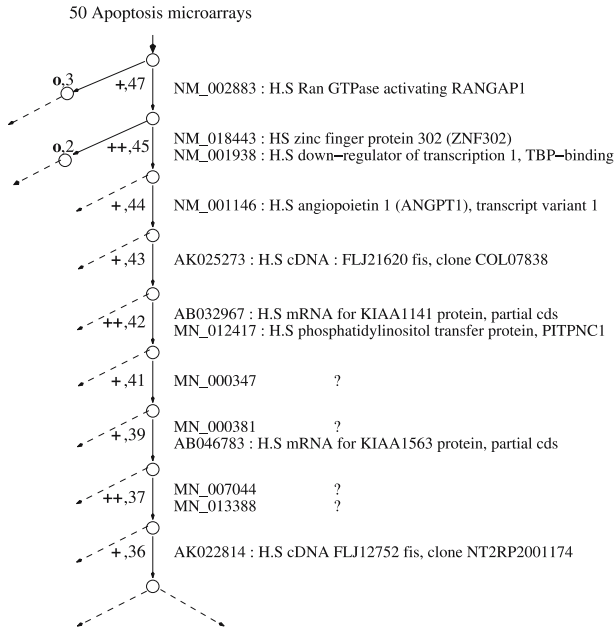 50 Apoptosis microarrays
o,3
+,47
NM_002883 : H.S Ran GTPase activating RANGAP1
o,2
++,45
NM_018443 : HS zinc finger protein 302 (ZNF302)
NM_001938 : H.S down−regulator of transcription 1, TBP−binding
+,44
NM_001146 : H.S angiopoietin 1 (ANGPT1), transcript variant 1
+,43
AK025273 : H.S cDNA : FLJ21620 fis, clone COL07838
++,42
AB032967 : H.S mRNA for KIAA1141 protein, partial cds
MN_012417 : H.S phosphatidylinositol transfer protein, PITPNC1
+,41
MN_000347 ?
+,39
MN_000381 ?
AB046783 : H.S mRNA for KIAA1563 protein, partial cds
++,37
MN_007044 ?
MN_013388 ?
+,36
AK022814 : H.S cDNA FLJ12752 fis, clone NT2RP2001174